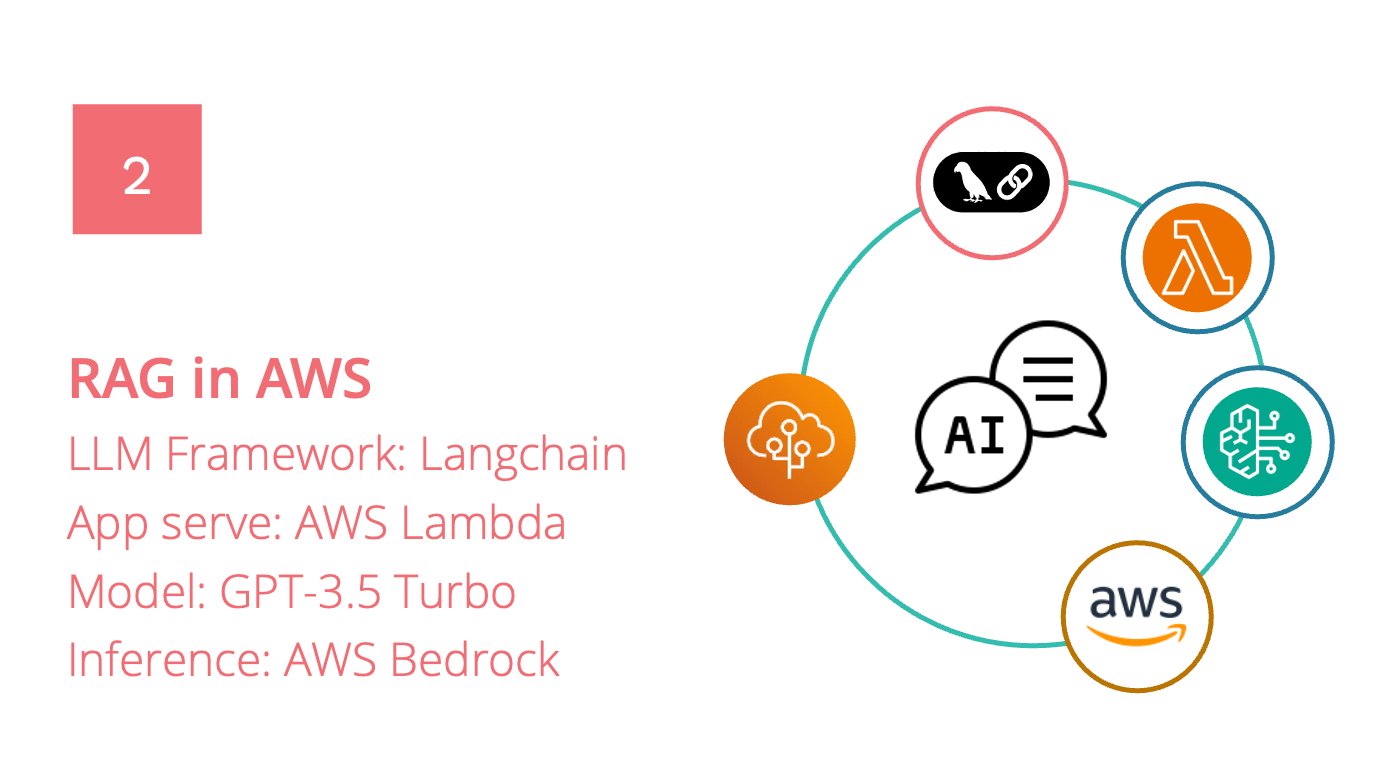 2
RAG in AWS
LLM Framework: Langchain
App serve: AWS Lambda
Model: GPT-3.5 Turbo
Inference: AWS Bedrock
AI
aws